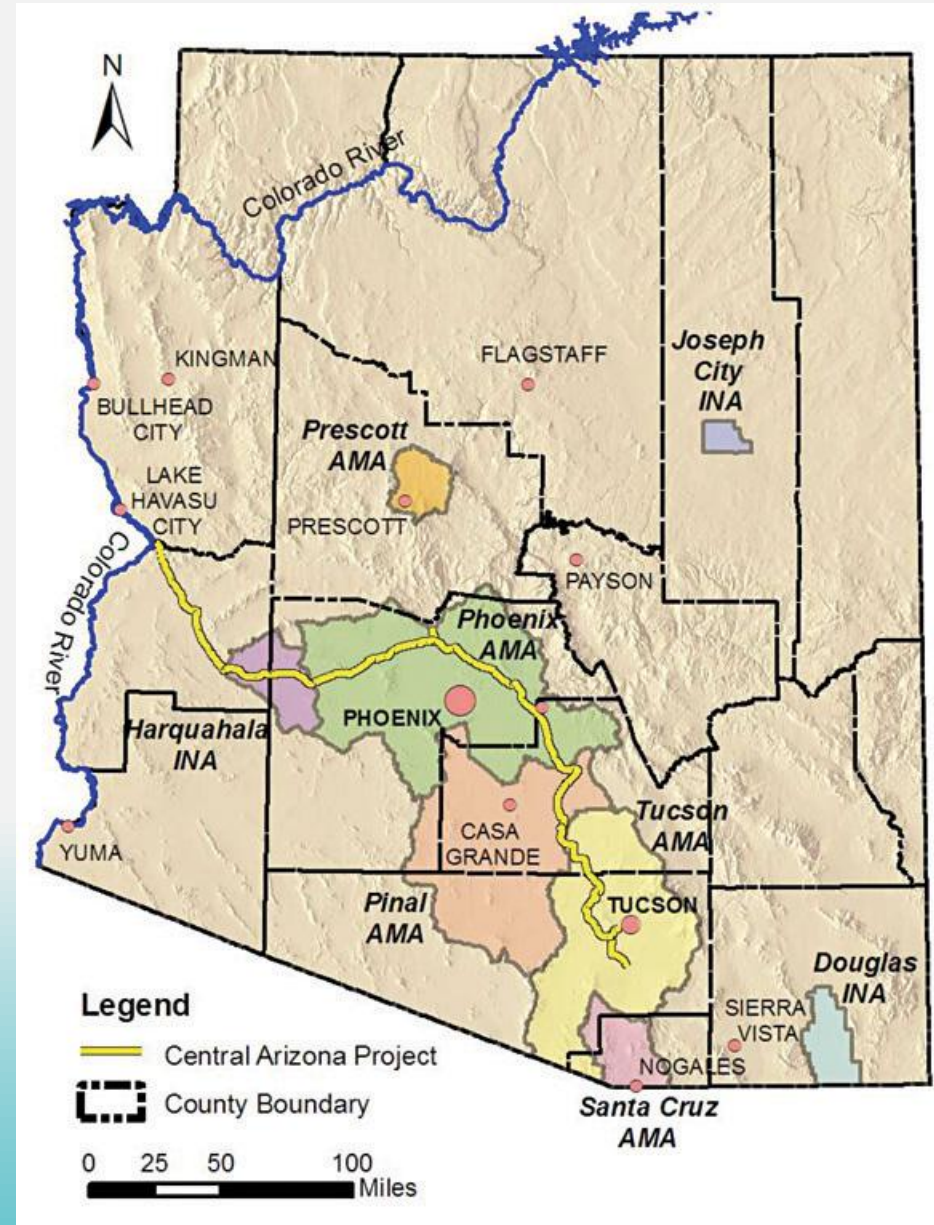 N
Colorado River
KINGMAN
FLAGSTAFF
Joseph
City
INA
BULLHEAD
CITY
Prescott
AMA
LAKE
HAVASU
CITY
PRESCOTT
Colorado River
PAYSON
Phoenix
AMA
PHOENIX
Harquahala
INA
Tucson
AMA
CASA
GRANDE
YUMA
Pinal
AMA
TUCSON
Douglas
INA
SIERRA
VISTA
NOGALES
Santa Cruz
AMA
Legend
Central Arizona Project
County Boundary
0 25 50 100
Miles